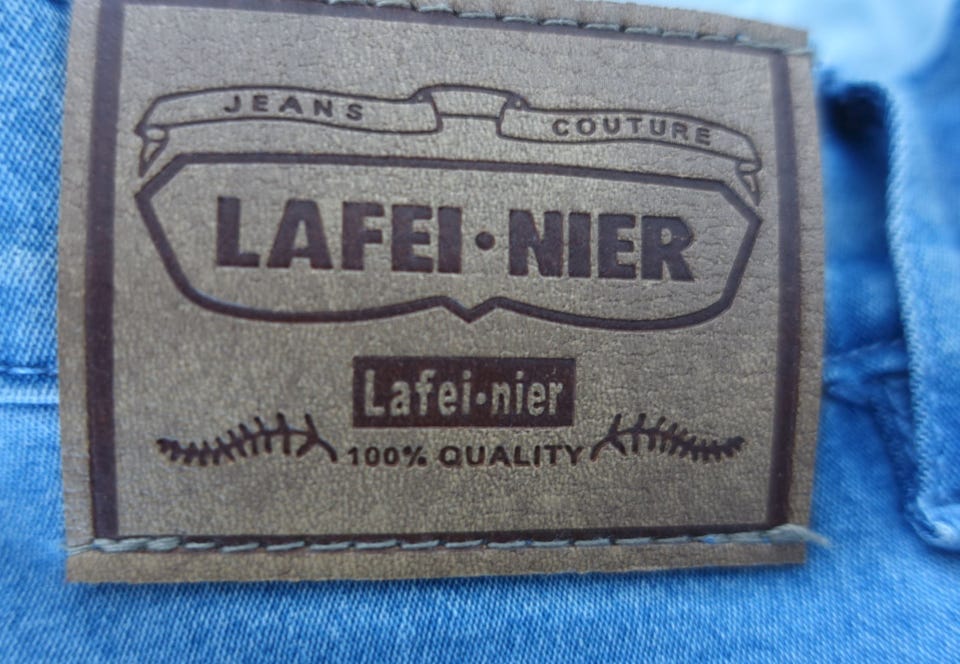 JEANS COUTURE
LAFEI·NIER
Lafei·nier
100% QUALITY